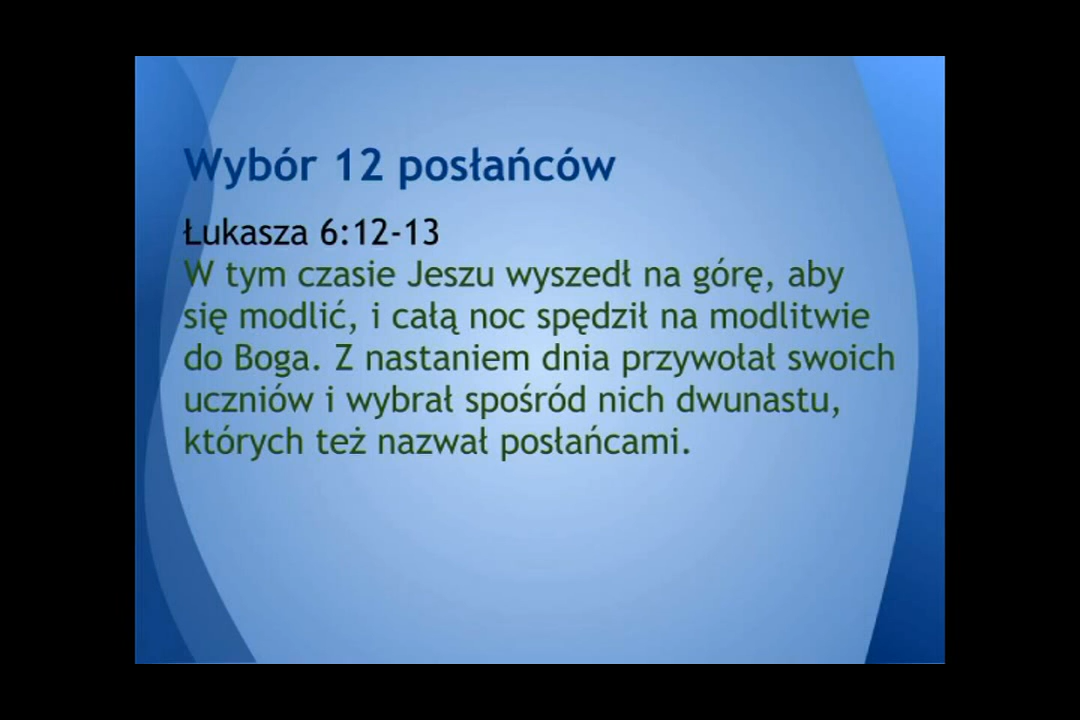 Wybór 12 posłańców
Łukasza 6:12-13
W tym czasie Jeszu wyszedł na górę, aby
się modlić, i całą noc spędził na modlitwie
do Boga. Z nastaniem dnia przywołał swoich
uczniów i wybrał spośród nich dwunastu,
których też nazwał posłańcami.